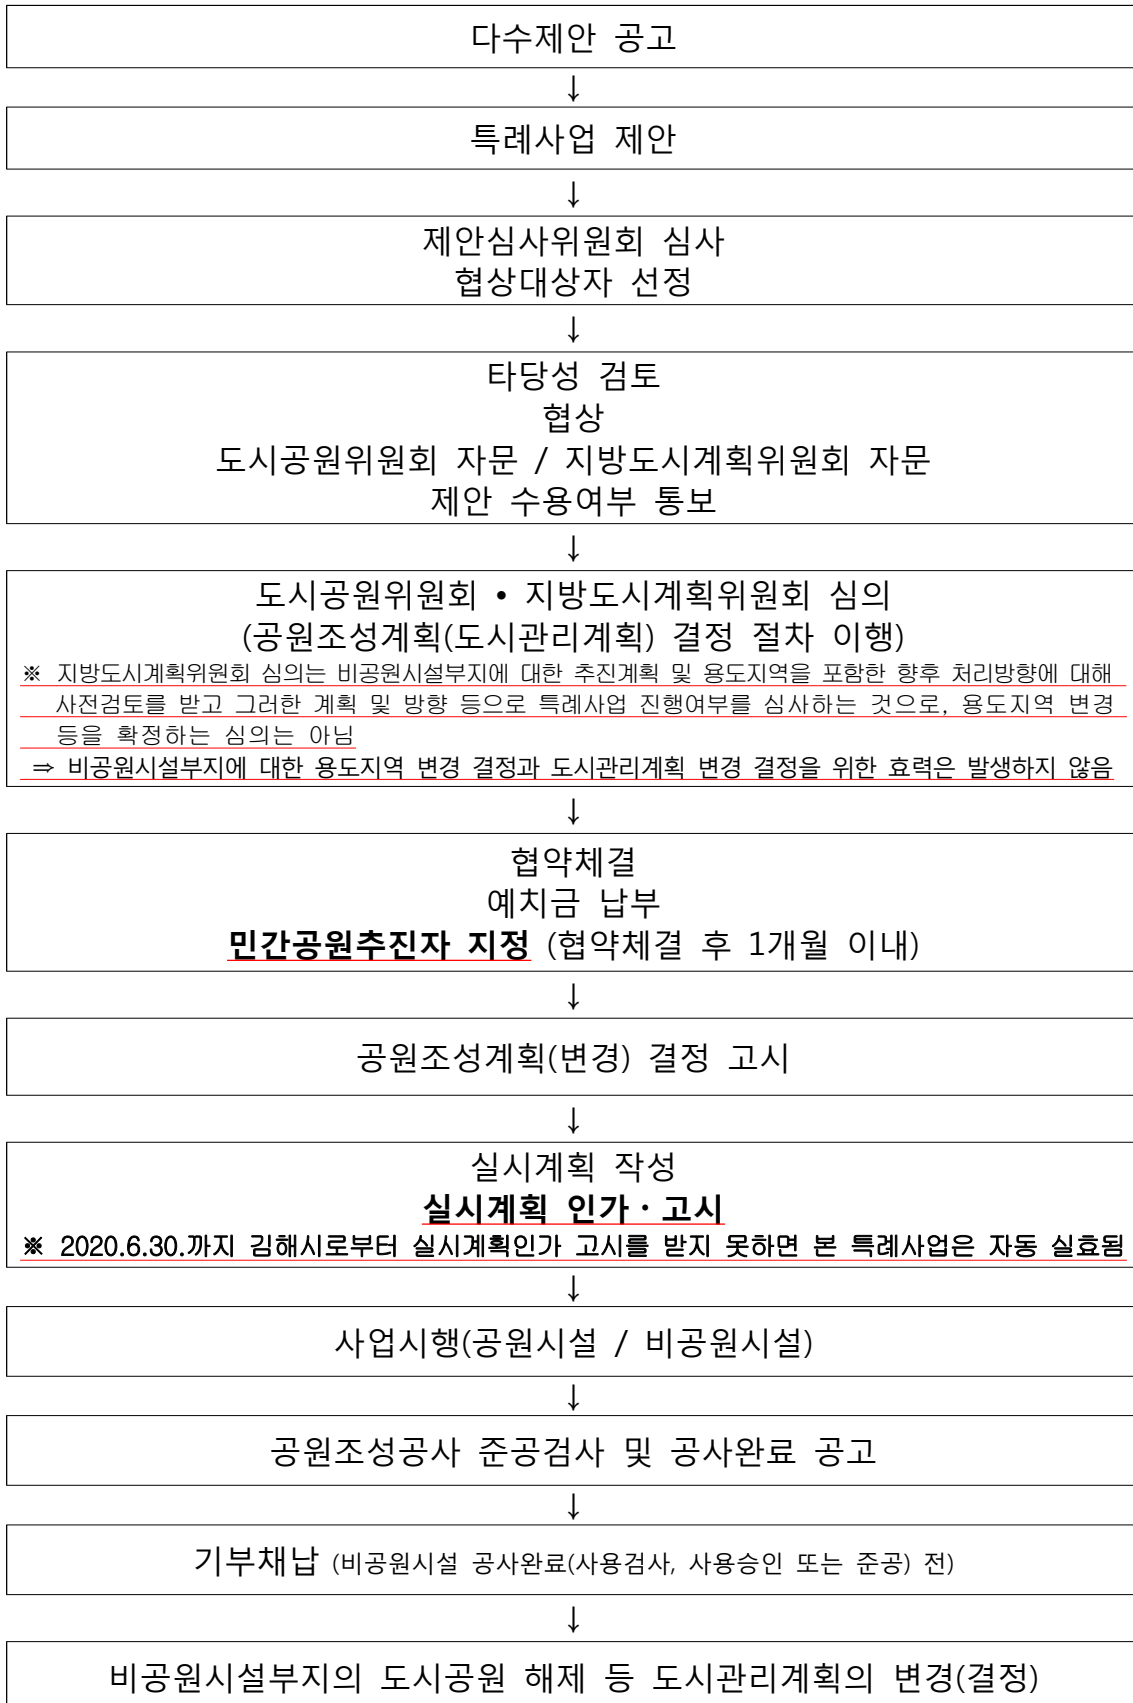 다수제안 공고
↓
특례사업 제안
↓
제안심사위원회 심사
협상대상자 선정
↓
타당성 검토
협상
도시공원위원회 자문 / 지방도시계획위원회 자문
제안 수용여부 통보
↓
도시공원위원회 • 지방도시계획위원회 심의
(공원조성계획(도시관리계획) 결정 절차 이행)
※ 지방도시계획위원회 심의는 비공원시설부지에 대한 추진계획 및 용도지역을 포함한 향후 처리방향에 대해
사전검토를 받고 그러한 계획 및 방향 등으로 특례사업 진행여부를 심사하는 것으로, 용도지역 변경
등을 확정하는 심의는 아님
⇒ 비공원시설부지에 대한 용도지역 변경 결정과 도시관리계획 변경 결정을 위한 효력은 발생하지 않음
↓
협약체결
예치금 납부
민간공원추진자 지정 (협약체결 후 1개월 이내)
↓
공원조성계획(변경) 결정 고시
↓
실시계획 작성
실시계획 인가 · 고시
※ 2020.6.30.까지 김해시로부터 실시계획인가 고시를 받지 못하면 본 특례사업은 자동 실효됨
↓
사업시행(공원시설 / 비공원시설)
↓
공원조성공사 준공검사 및 공사완료 공고
↓
기부채납 (비공원시설 공사완료(사용검사, 사용승인 또는 준공) 전)
↓
비공원시설부지의 도시공원 해제 등 도시관리계획의 변경(결정)